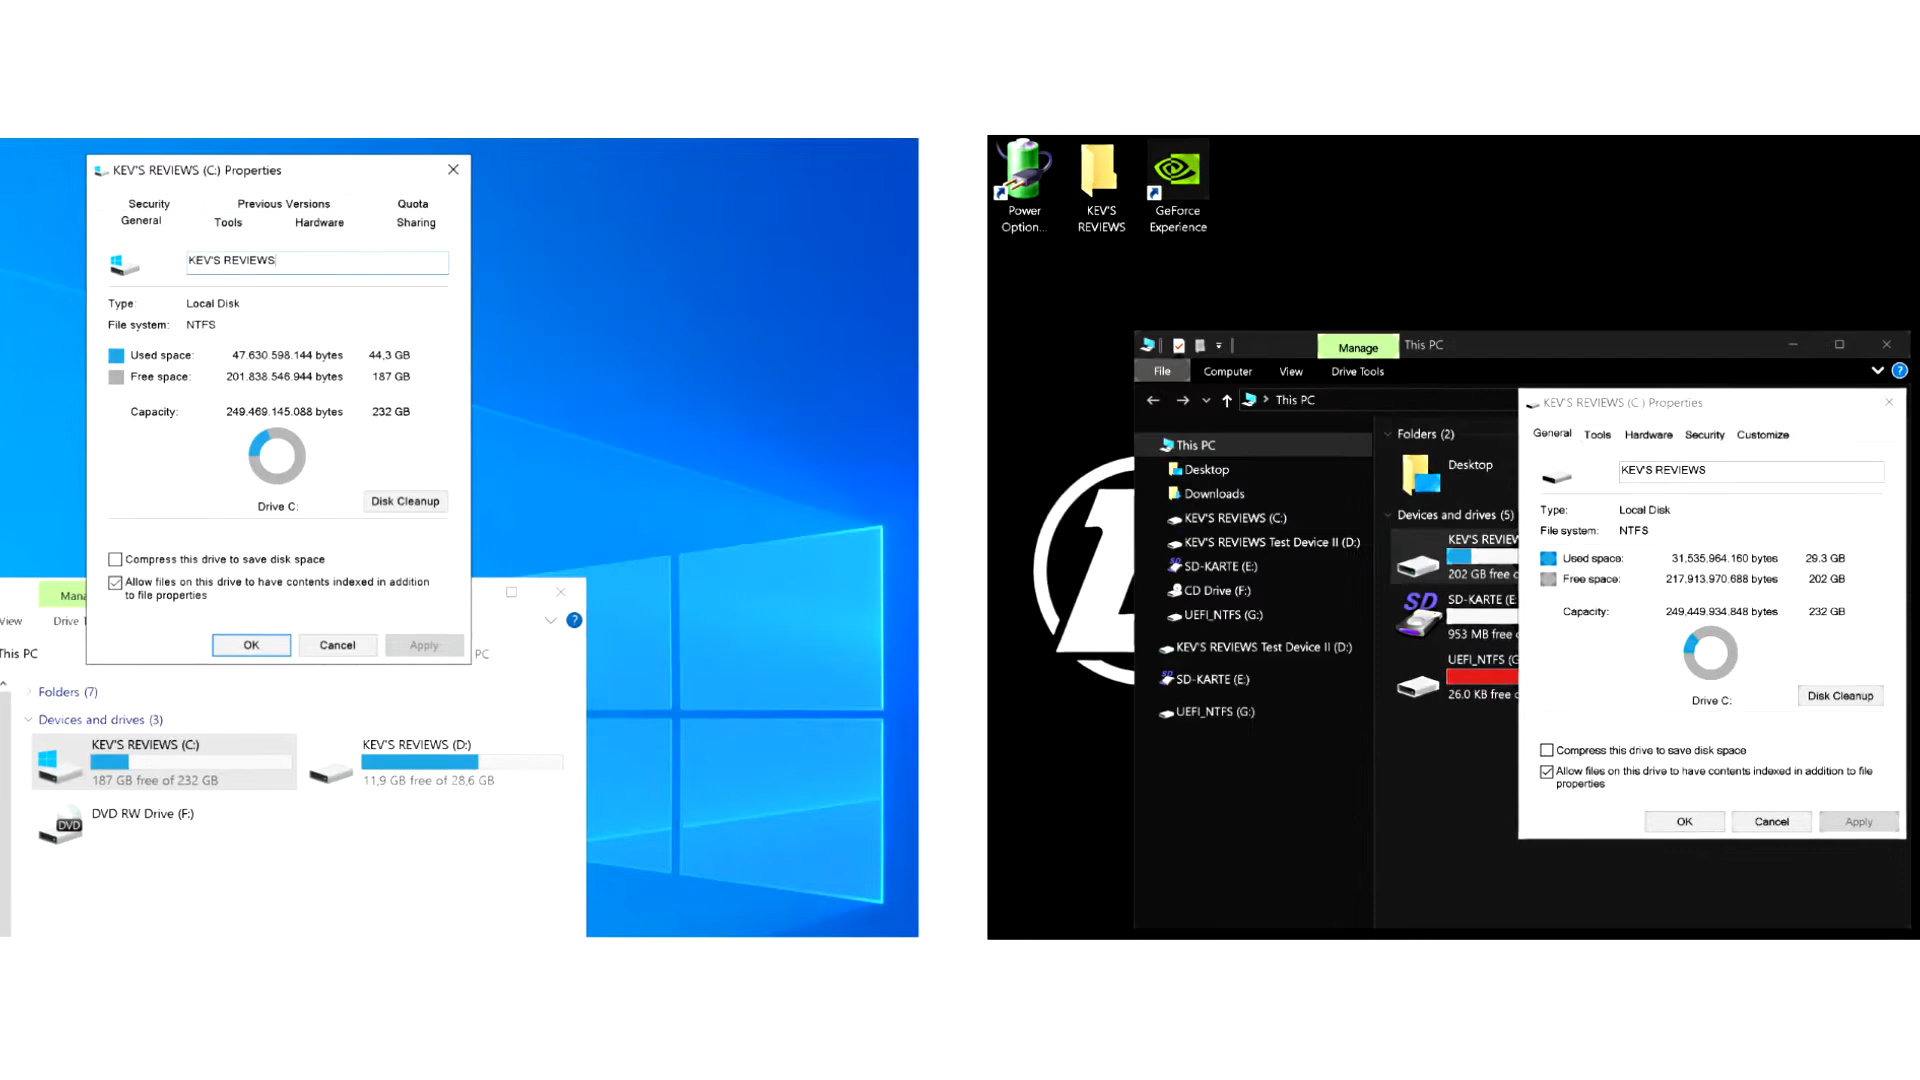 KEV'S REVIEWS (C:) Properties
Security
Previous Versions
Quota
General
Tools
Hardware
Sharing
KEV'S REVIEWS
Type:
Local Disk
File system:
NTFS
Used space:
47.630.598.144 bytes
44,3 GB
Free space:
201.838.546.944 bytes
187 GB
Capacity:
249.469.145.088 bytes
232 GB
Drive C:
Disk Cleanup
Compress this drive to save disk space
Allow files on this drive to have contents indexed in addition
to file properties
OK
Cancel
Apply
Mana
View
Drive
?
This PC
PC
Folders (7)
Devices and drives (3)
KEV'S REVIEWS (C:)
187 GB free of 232 GB
KEV'S REVIEWS (D:)
11,9 GB free of 28,6 GB
DVD
DVD RW Drive (F:)
Power
Option...
KEV'S
REVIEWS
GeForce
Experience
Manage
This PC
File
Computer
View
Drive Tools
?
This PC
This PC
Desktop
Downloads
KEV'S REVIEWS (C:)
KEV'S REVIEWS Test Device II (D:)
SD-KARTE (E:)
CD Drive (F:)
UEFI_NTFS (G:)
KEV'S REVIEWS Test Device II (D:)
SD-KARTE (E:)
UEFI_NTFS (G:)
Folders (2)
Desktop
Devices and drives (5)
KEV'S REVIEW
202 GB free o
SD
SD-KARTE (E:
953 MB free o
UEFI_NTFS (G
26.0 KB free o
KEV'S REVIEWS (C ) Properties
General
Tools
Hardware
Security
Customize
KEV'S REVIEWS
Type:
Local Disk
File system:
NTFS
Used space:
31,535,964,160 bytes
29.3 GB
Free space:
217,913,970,688 bytes
202 GB
Capacity:
249,449,934,848 bytes
232 GB
Drive C:
Disk Cleanup
Compress this drive to save disk space
Allow files on this drive to have contents indexed in addition to file
properties
OK
Cancel
Apply